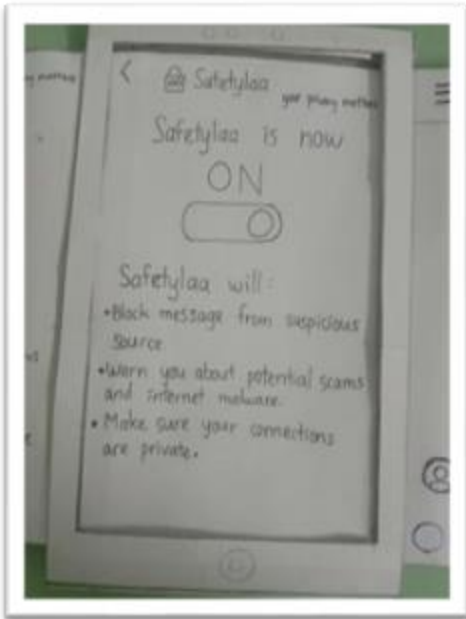 < Safetylaa
your privacy matters
Safetylaa is now
ON
Safetylaa will:
•Block message from suspicious
source
•Warn you about potential scams
and internet malware.
•Make sure your connections
are private.